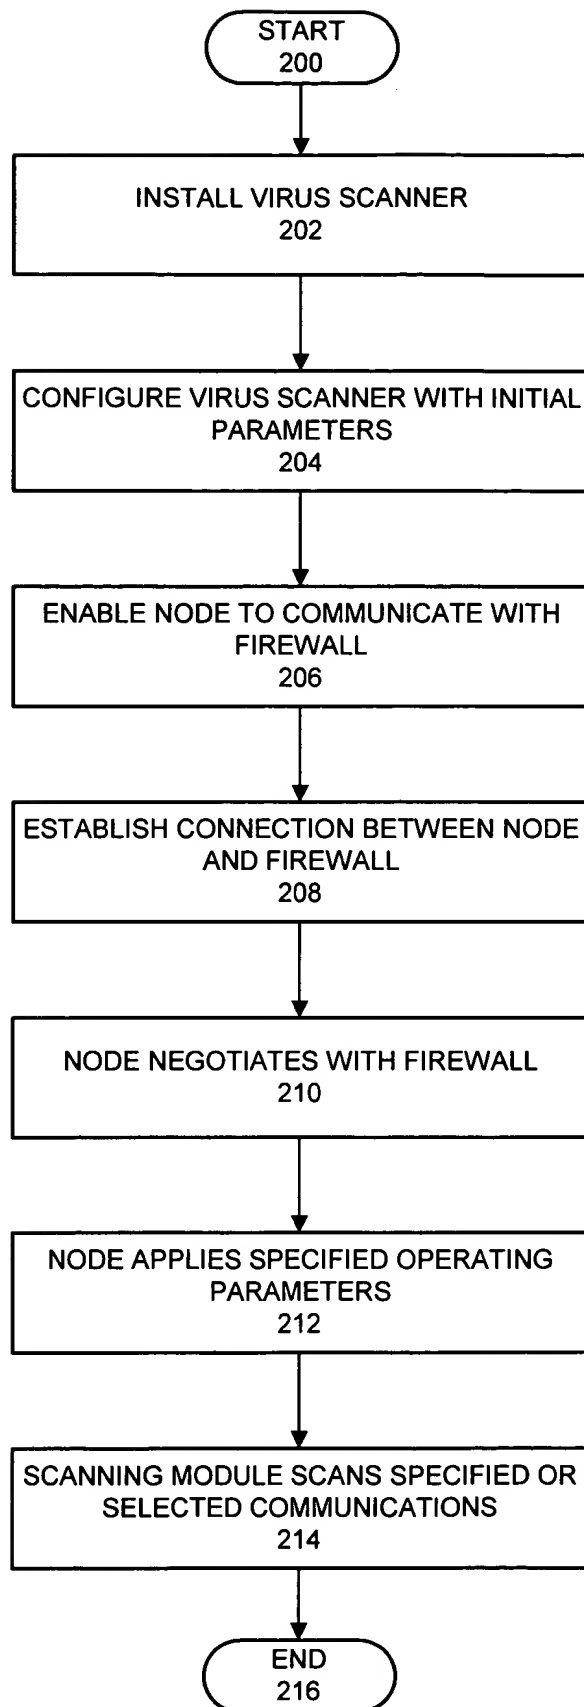 START
200
INSTALL VIRUS SCANNER
202
CONFIGURE VIRUS SCANNER WITH INITIAL
PARAMETERS
204
ENABLE NODE TO COMMUNICATE WITH
FIREWALL
206
ESTABLISH CONNECTION BETWEEN NODE
AND FIREWALL
208
NODE NEGOTIATES WITH FIREWALL
210
NODE APPLIES SPECIFIED OPERATING
PARAMETERS
212
SCANNING MODULE SCANS SPECIFIED OR
SELECTED COMMUNICATIONS
214
END
216